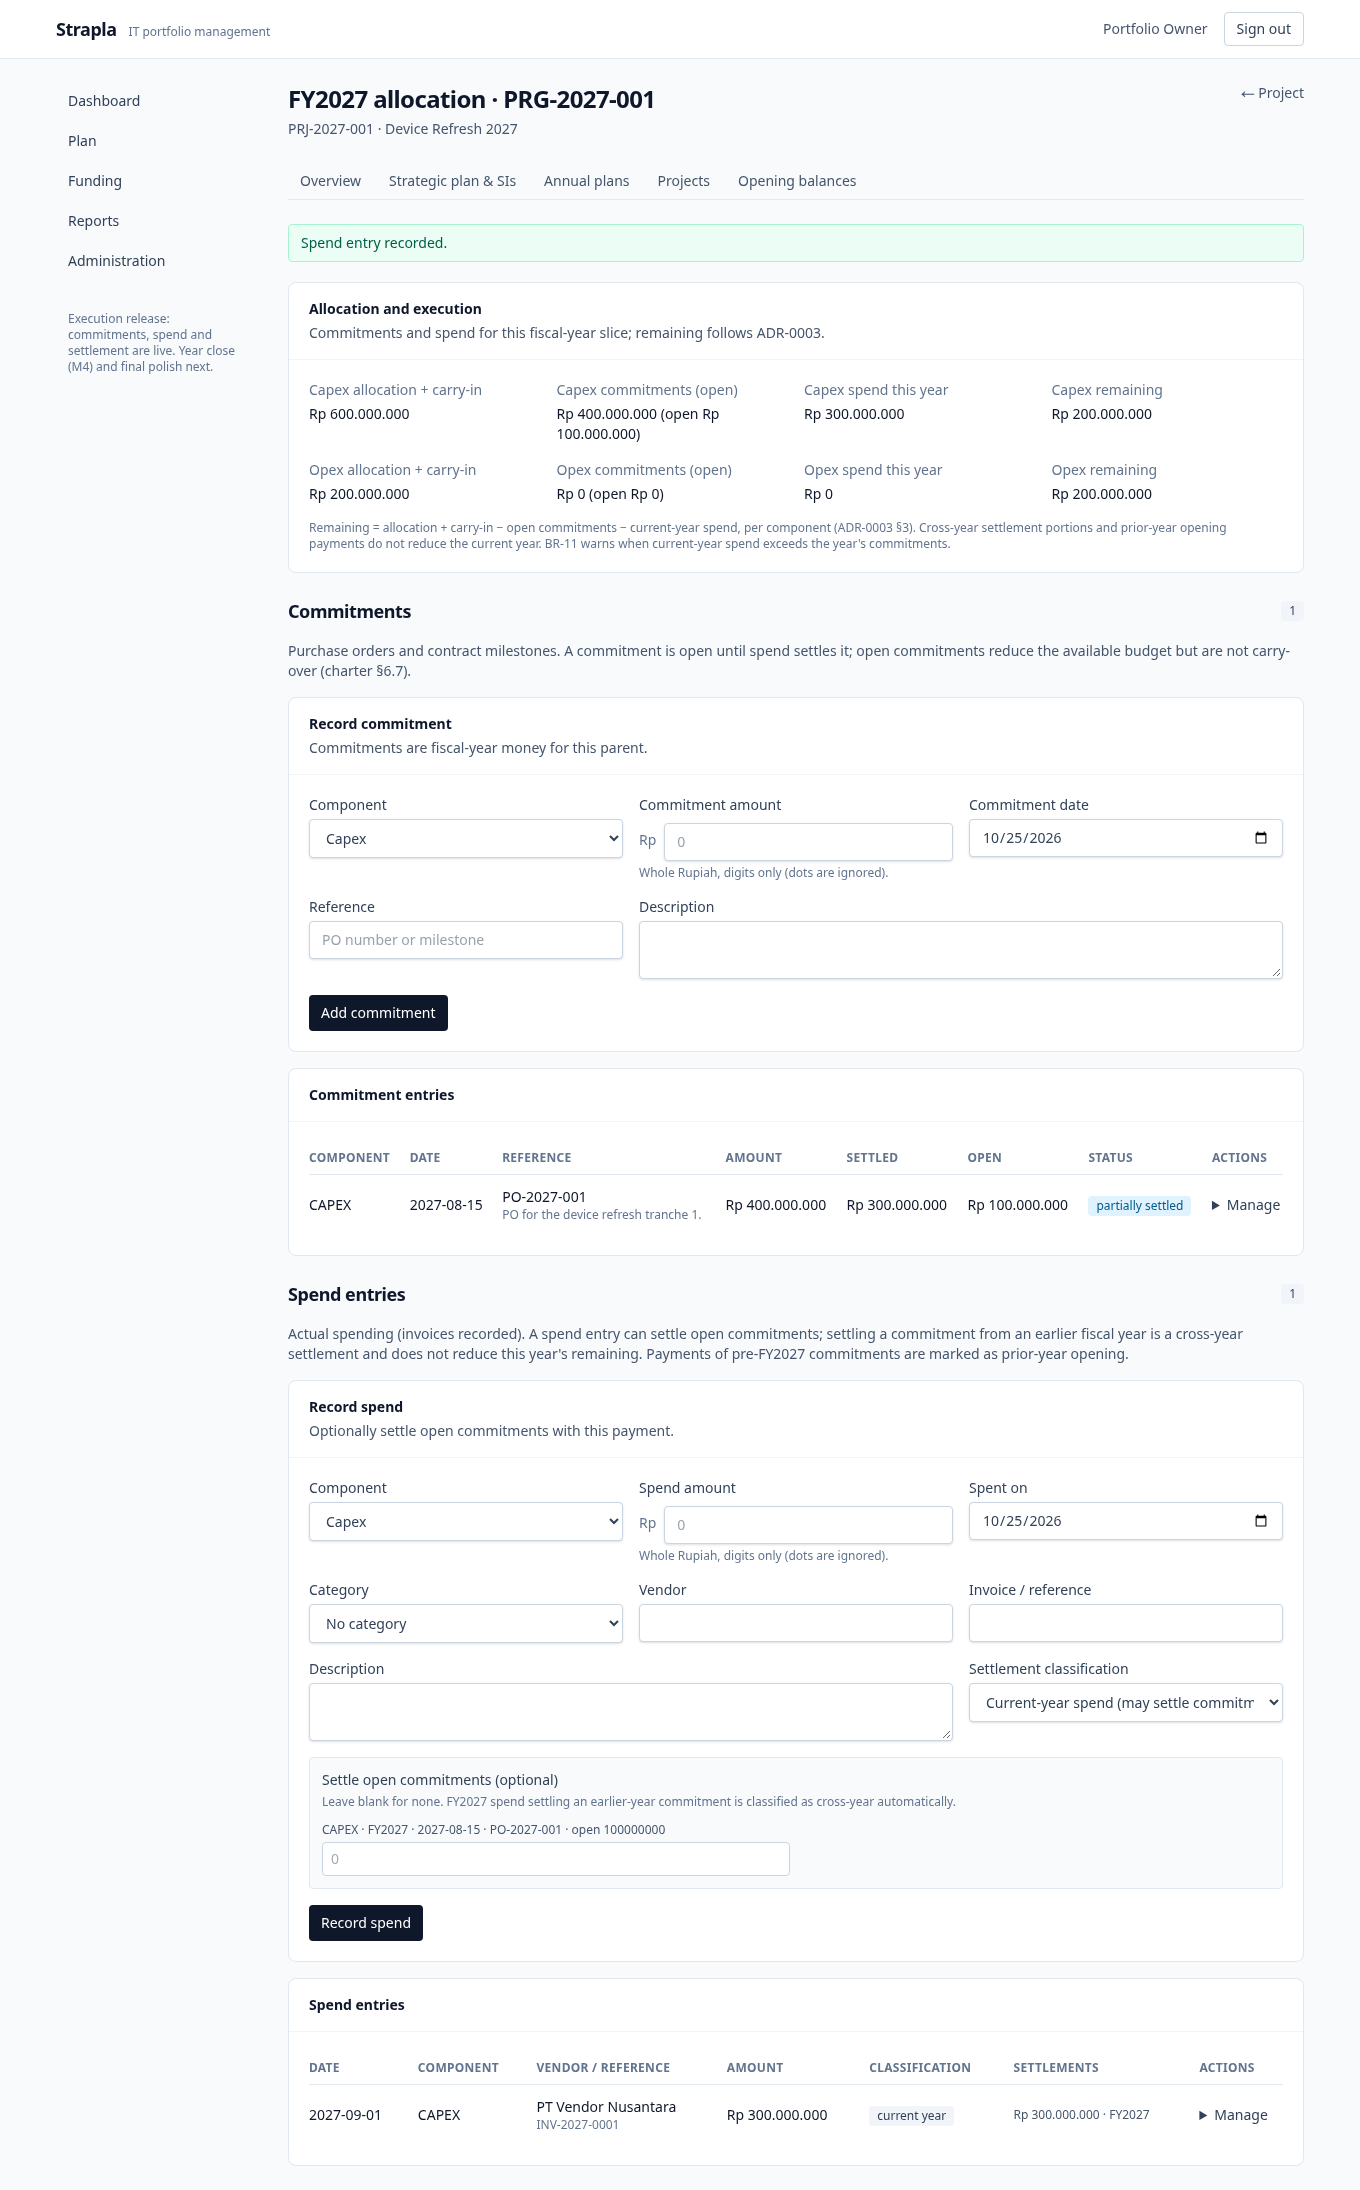 Strapla IT portfolio management
Portfolio Owner
Sign out
Dashboard
Plan
Funding
Reports
Administration
Execution release:
commitments, spend and
settlement are live. Year close
(M4) and final polish next.
FY2027 allocation · PRG-2027-001
← Project
PRJ-2027-001 · Device Refresh 2027
Overview Strategic plan & SIs Annual plans Projects Opening balances
Spend entry recorded.
Allocation and execution
Commitments and spend for this fiscal-year slice; remaining follows ADR-0003.
Capex allocation + carry-in
Rp 600.000.000
Capex commitments (open)
Rp 400.000.000 (open Rp
100.000.000)
Capex spend this year
Rp 300.000.000
Capex remaining
Rp 200.000.000
Opex allocation + carry-in
Rp 200.000.000
Opex commitments (open)
Rp 0 (open Rp 0)
Opex spend this year
Rp 0
Opex remaining
Rp 200.000.000
Remaining = allocation + carry-in − open commitments − current-year spend, per component (ADR-0003 §3). Cross-year settlement portions and prior-year opening
payments do not reduce the current year. BR-11 warns when current-year spend exceeds the year's commitments.
Commitments
1
Purchase orders and contract milestones. A commitment is open until spend settles it; open commitments reduce the available budget but are not carry-
over (charter §6.7).
Record commitment
Commitments are fiscal-year money for this parent.
Component
Capex
Commitment amount
Rp 0
Whole Rupiah, digits only (dots are ignored).
Commitment date
10/25/2026
Reference
PO number or milestone
Description
Add commitment
Commitment entries
COMPONENT DATE REFERENCE AMOUNT SETTLED OPEN STATUS ACTIONS
CAPEX 2027-08-15 PO-2027-001 Rp 400.000.000 Rp 300.000.000 Rp 100.000.000 partially settled ▶ Manage
PO for the device refresh tranche 1.
Spend entries
1
Actual spending (invoices recorded). A spend entry can settle open commitments; settling a commitment from an earlier fiscal year is a cross-year
settlement and does not reduce this year's remaining. Payments of pre-FY2027 commitments are marked as prior-year opening.
Record spend
Optionally settle open commitments with this payment.
Component
Capex
Spend amount
Rp 0
Whole Rupiah, digits only (dots are ignored).
Spent on
10/25/2026
Category
No category
Vendor
Invoice / reference
Description
Settlement classification
Current-year spend (may settle commitm
Settle open commitments (optional)
Leave blank for none. FY2027 spend settling an earlier-year commitment is classified as cross-year automatically.
CAPEX · FY2027 · 2027-08-15 · PO-2027-001 · open 100000000
0
Record spend
Spend entries
DATE COMPONENT VENDOR / REFERENCE AMOUNT CLASSIFICATION SETTLEMENTS ACTIONS
2027-09-01 CAPEX PT Vendor Nusantara Rp 300.000.000 current year Rp 300.000.000 · FY2027 ▶ Manage
INV-2027-0001